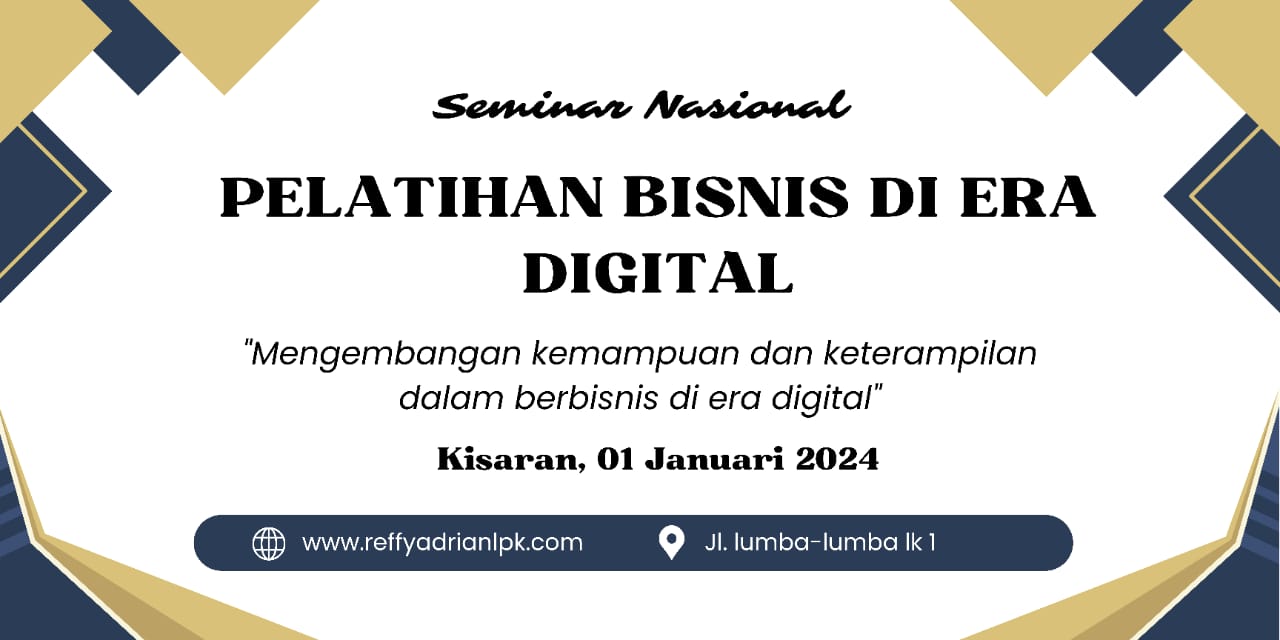 Seminar Nasional
PELATIHAN BISNIS DI ERA
DIGITAL
"Mengembangan kemampuan dan keterampilan
dalam berbisnis di era digital"
Kisaran, 01 Januari 2024
www.reffyadrianlpk.com
Jl. lumba-lumba lk 1